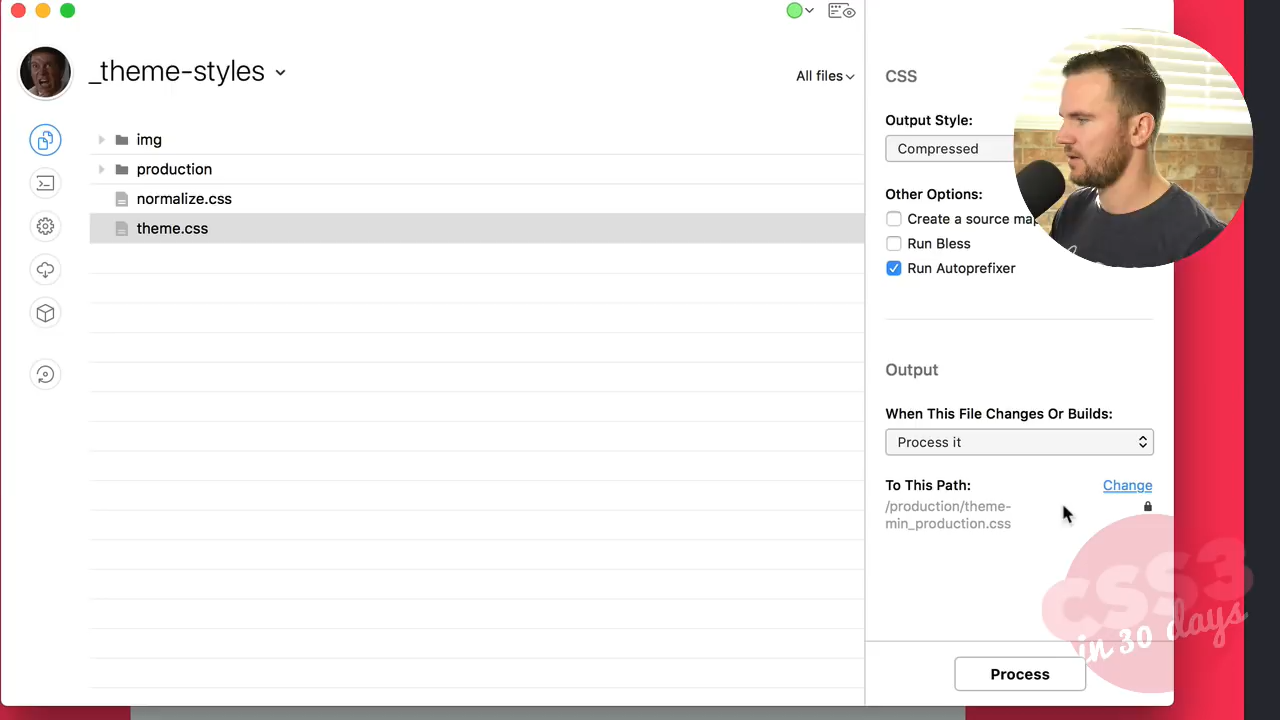 _theme-styles
All files
img
production
normalize.css
theme.css
CSS
Output Style:
Compressed
Other Options:
Create a source map
Run Bless
Run Autoprefixer
Output
When This File Changes Or Builds:
Process it
To This Path:
Change
/production/theme-
min_production.css
Process
CSS3
in 30 days